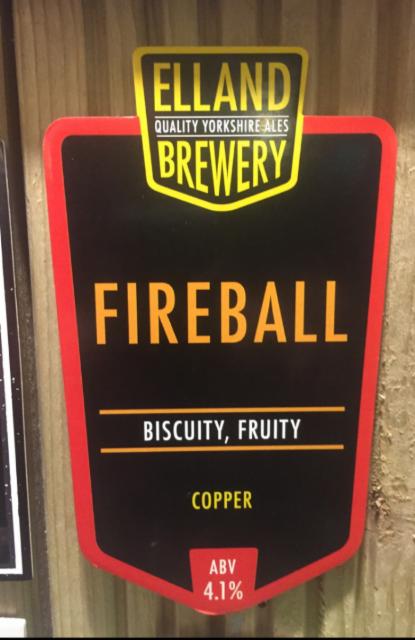 ELLAND
QUALITY YORKSHIRE ALES
BREWERY
FIREBALL
BISCUITY, FRUITY
COPPER
ABV
4.1%